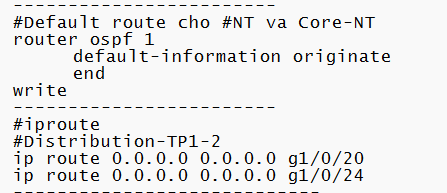 ------------------------
#Default route cho #NT va Core-NT
router ospf 1
     default-information originate
     end
write
------------------------
#iproute
#Distribution-TP1-2
ip route 0.0.0.0 0.0.0.0 g1/0/20
ip route 0.0.0.0 0.0.0.0 g1/0/24
----------------------------